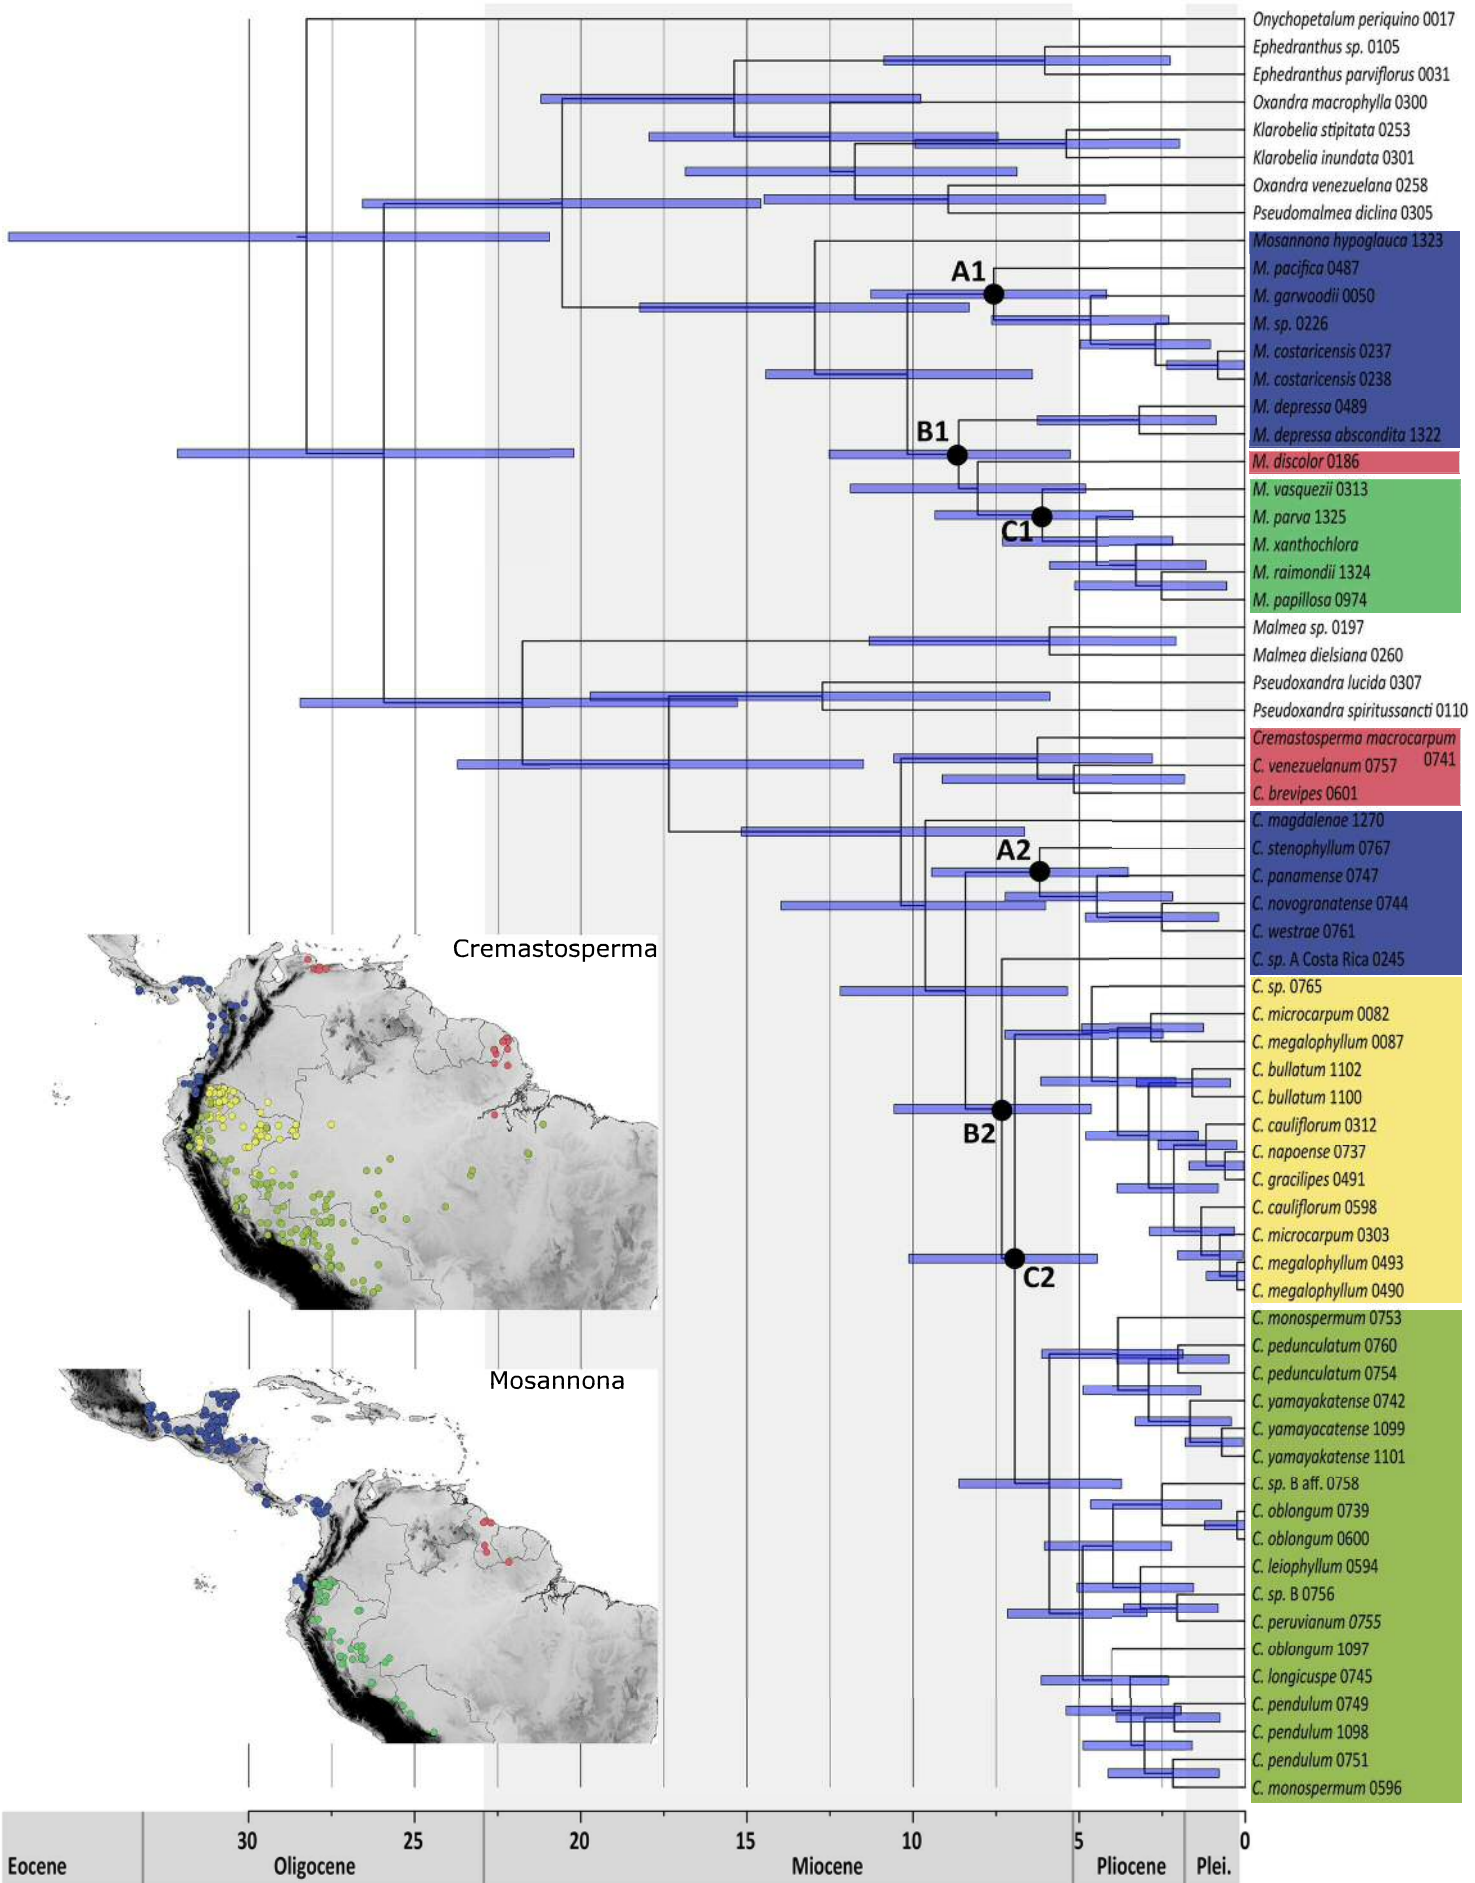 Onychopetalum periquino 0017
Ephedranthus sp. 0105
Ephedranthus parviflorus 0031
Oxandra macrophylla 0300
Klarobelia stipitata 0253
Klarobelia inundata 0301
Oxandra venezuelana 0258
Pseudomalmea diclina 0305
Mosannona hypoglauca 1323
A1
M. pacifica 0487
M. garwoodii 0050
M. sp. 0226
M. costaricensis 0237
M. costaricensis 0238
M. depressa 0489
B1
M. depressa abscondita 1322
M. discolor 0186
M. vasquezii 0313
M. parva 1325
C1
M. xanthochlora
M. raimondii 1324
M. papillosa 0974
Malmea sp. 0197
Malmea dielsiana 0260
Pseudoxandra lucida 0307
Pseudoxandra spiritussancti 0110
Cremastosperma macrocarpum
0741
C. venezuelanum 0757
C. brevipes 0601
C. magdalenae 1270
A2
C. stenophyllum 0767
C. panamense 0747
C. novogranatense 0744
C. westrae 0761
Cremastosperma
C. sp. A Costa Rica 0245
C. sp. 0765
C. microcarpum 0082
C. megalophyllum 0087
C. bullatum 1102
C. bullatum 1100
C. cauliflorum 0312
B2
C. napoense 0737
C. gracilipes 0491
C. cauliflorum 0598
C. microcarpum 0303
C. megalophyllum 0493
C2
C. megalophyllum 0490
C. monospermum 0753
C. pedunculatum 0760
C. pedunculatum 0754
Mosannona
C. yamayakatense 0742
C. yamayacatense 1099
C. yamayakatense 1101
C. sp. B aff. 0758
C. oblongum 0739
C. oblongum 0600
C. leiophyllum 0594
C. sp. B 0756
C. peruvianum 0755
C. oblongum 1097
C. longicuspe 0745
C. pendulum 0749
C. pendulum 1098
C. pendulum 0751
C. monospermum 0596
30 25 20 15 10 5 0
Eocene Oligocene Miocene Pliocene Plei.